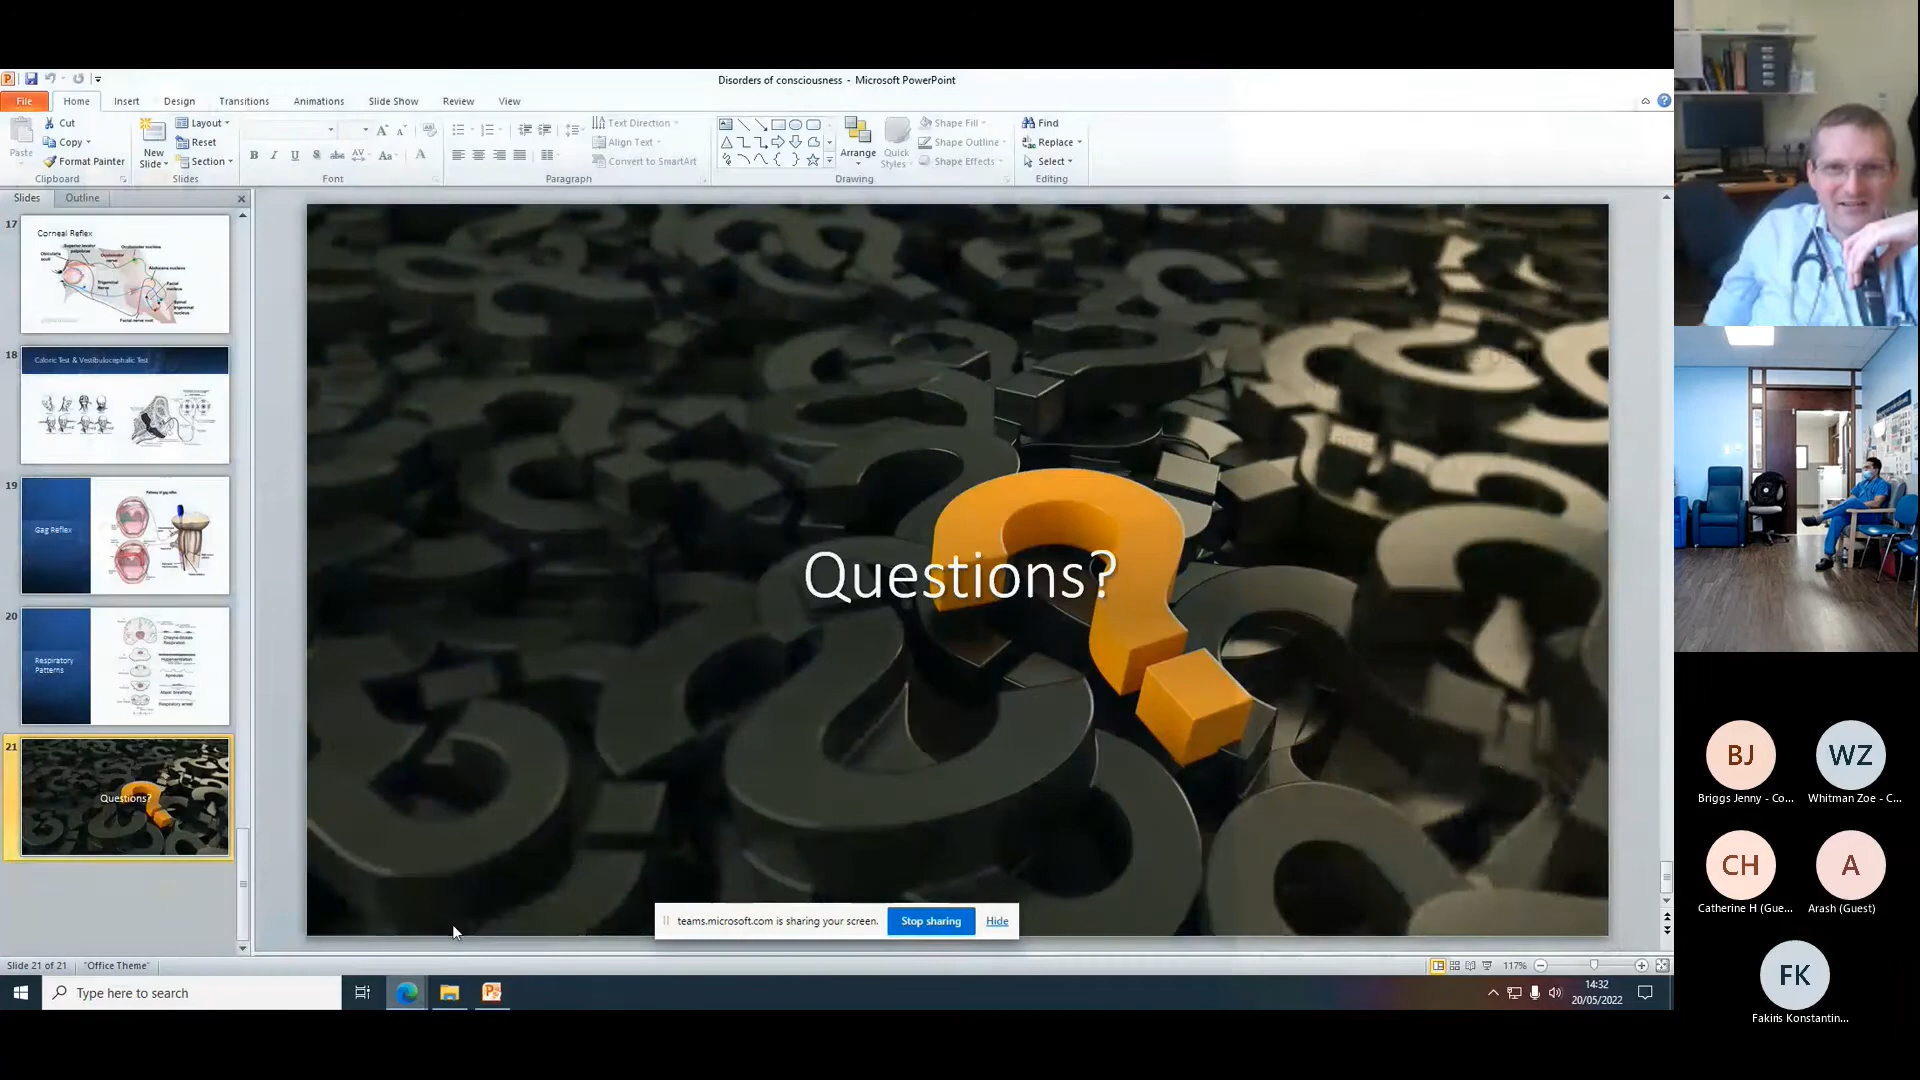 Disorders of consciousness - Microsoft PowerPoint
File Home Insert Design Transitions Animations Slide Show Review View
Paste
Cut
Copy
Format Painter
Clipboard
New
Slide
Layout
Reset
Section
Slides
B I U S abc AV Aa A
Font
Text Direction
Align Text
Convert to SmartArt
Paragraph
Arrange
Quick
Styles
Shape Fill
Shape Outline
Shape Effects
Drawing
Find
Replace
Select
Editing
Slides Outline
17
Corneal Reflex
18
Caloric Test & Vestibulocephalic Test
19
Gag Reflex
20
Respiratory
Patterns
21
Questions?
Questions?
teams.microsoft.com is sharing your screen. Stop sharing Hide
Slide 21 of 21 "Office Theme" 117%
Type here to search
14:32
20/05/2022
BJ
Briggs Jenny - Co...
WZ
Whitman Zoe - C...
CH
Catherine H (Gue...
A
Arash (Guest)
FK
Fakiris Konstantin...